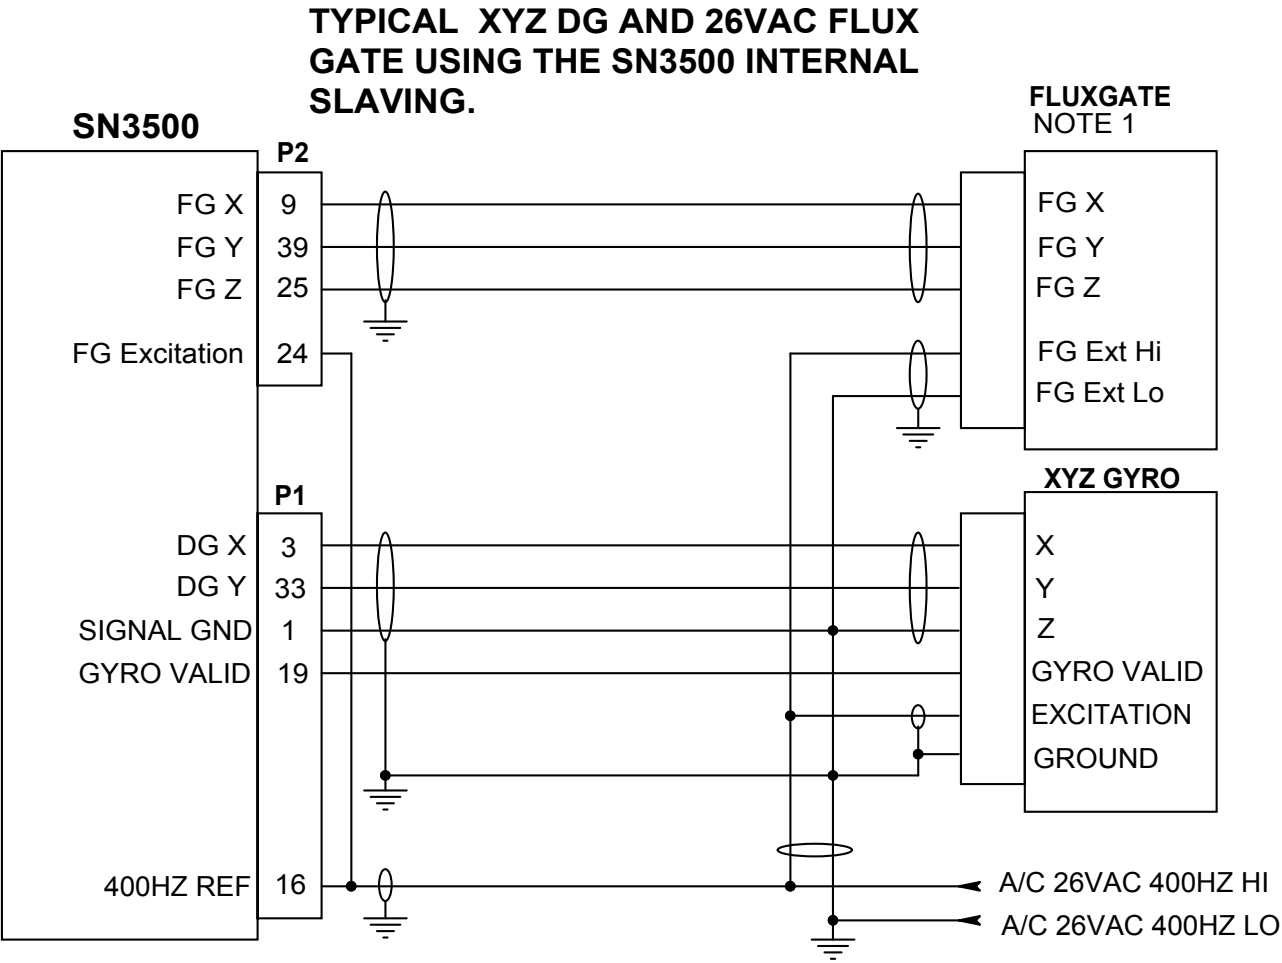 TYPICAL XYZ DG AND 26VAC FLUX
GATE USING THE SN3500 INTERNAL
SLAVING.
SN3500
P2
FG X 9
FG Y 39
FG Z 25
FG Excitation 24
P1
DG X 3
DG Y 33
SIGNAL GND 1
GYRO VALID 19
400HZ REF 16
FLUXGATE
NOTE 1
FG X
FG Y
FG Z
FG Ext Hi
FG Ext Lo
XYZ GYRO
X
Y
Z
GYRO VALID
EXCITATION
GROUND
A/C 26VAC 400HZ HI
A/C 26VAC 400HZ LO